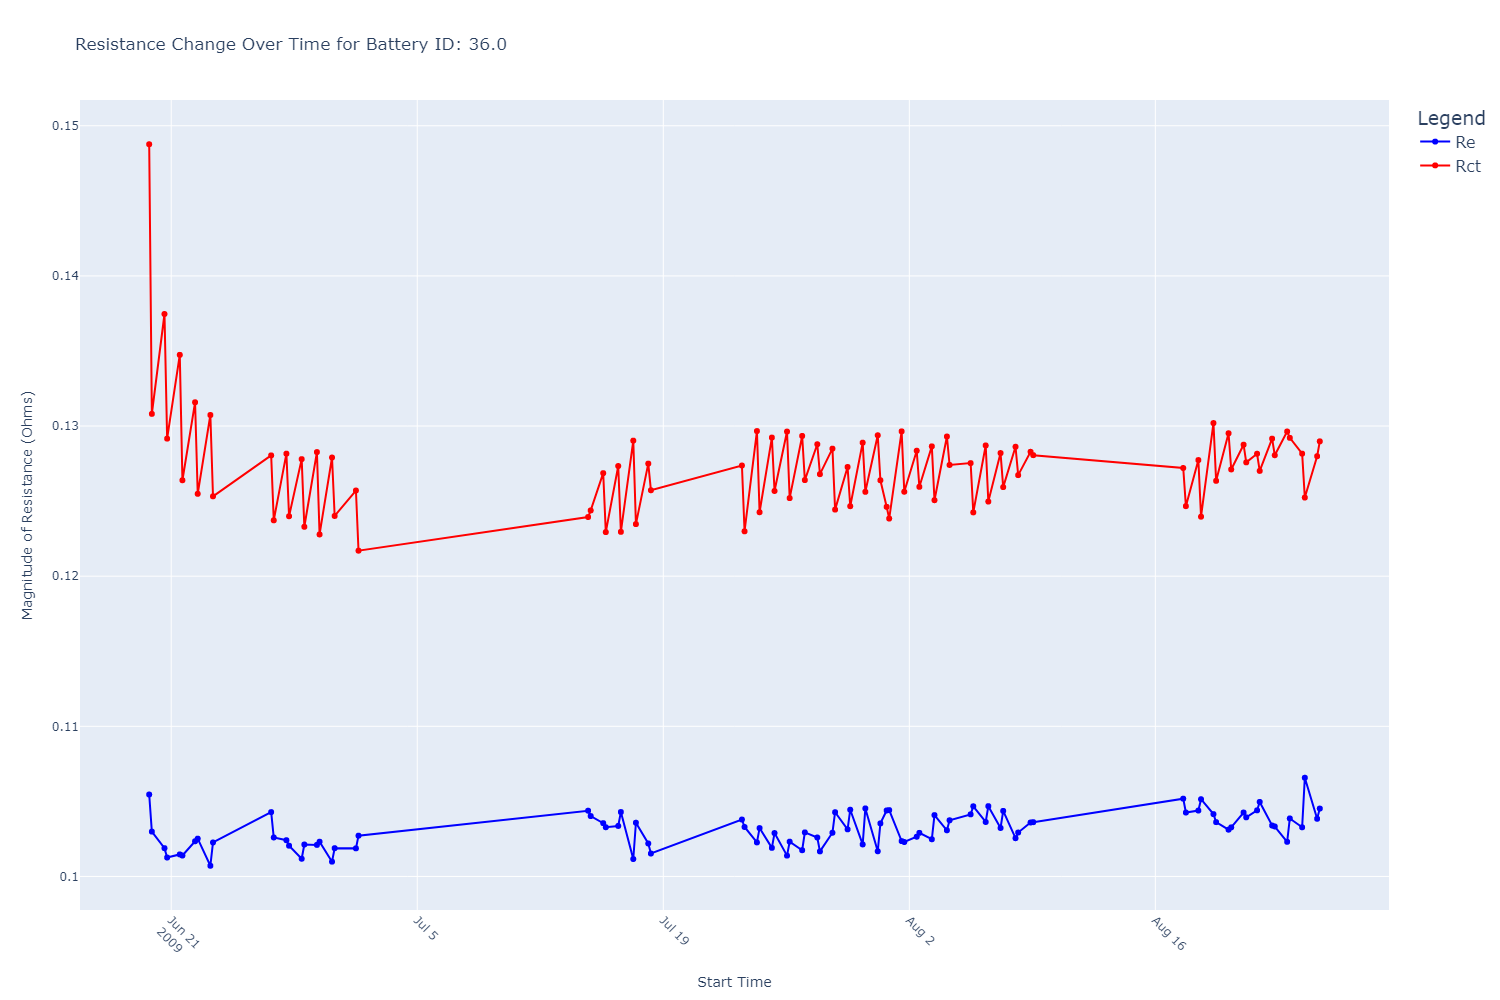 Resistance Change Over Time for Battery ID: 36.0
Legend
Re
Rct
Magnitude of Resistance (Ohms)
0.15
0.14
0.13
0.12
0.11
0.1
Jun 21
2009
Jul 5
Jul 19
Aug 2
Aug 16
Start Time